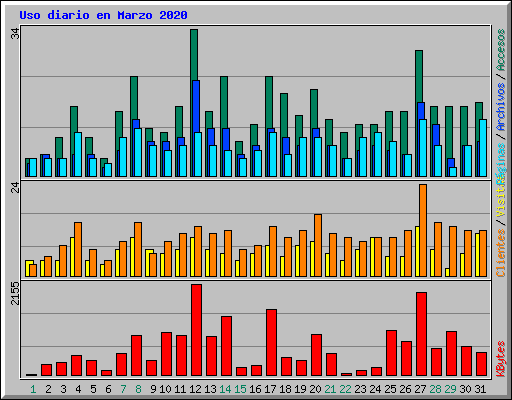 Uso diario en Marzo 2020
34
24
2155
Clientes / Visitas
Páginas / Archivos / Accesos
KBytes
1 2 3 4 5 6 7 8 9 10 11 12 13 14 15 16 17 18 19 20 21 22 23 24 25 26 27 28 29 30 31